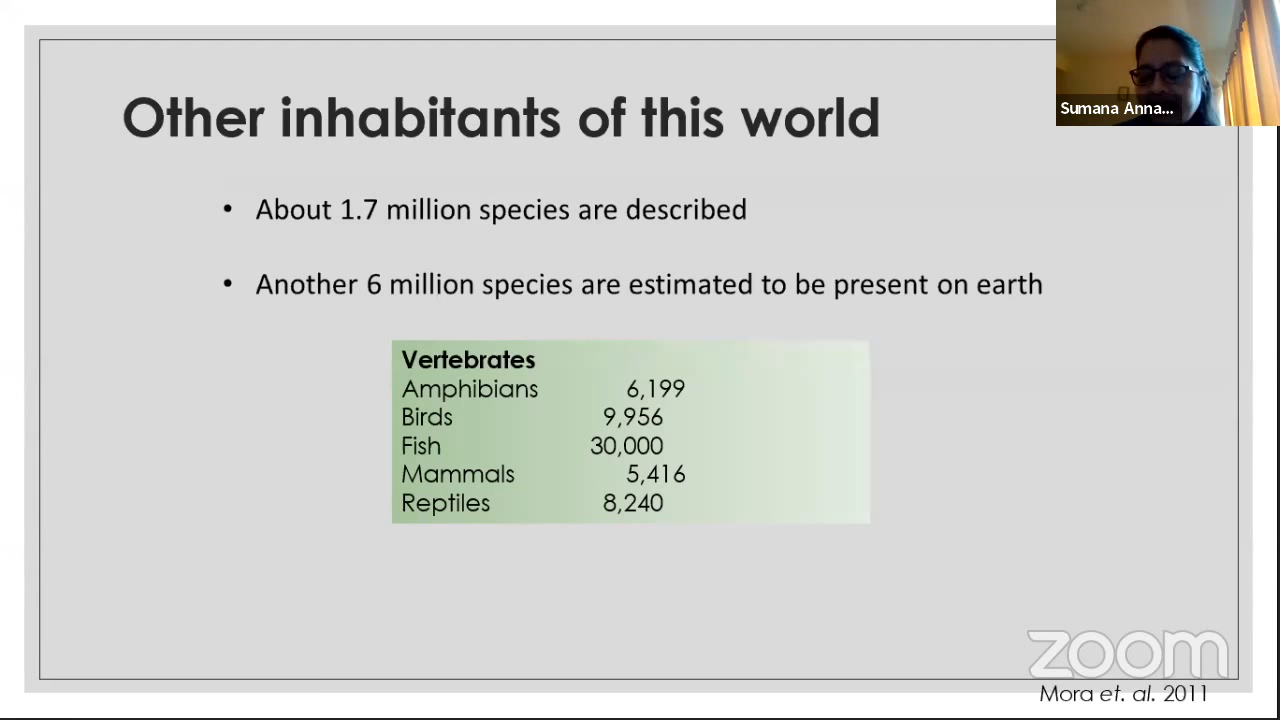 Other inhabitants of this world
Sumana Anna...
• About 1.7 million species are described
• Another 6 million species are estimated to be present on earth
Vertebrates
Amphibians 6,199
Birds 9,956
Fish 30,000
Mammals 5,416
Reptiles 8,240
zoom
Mora et. al. 2011